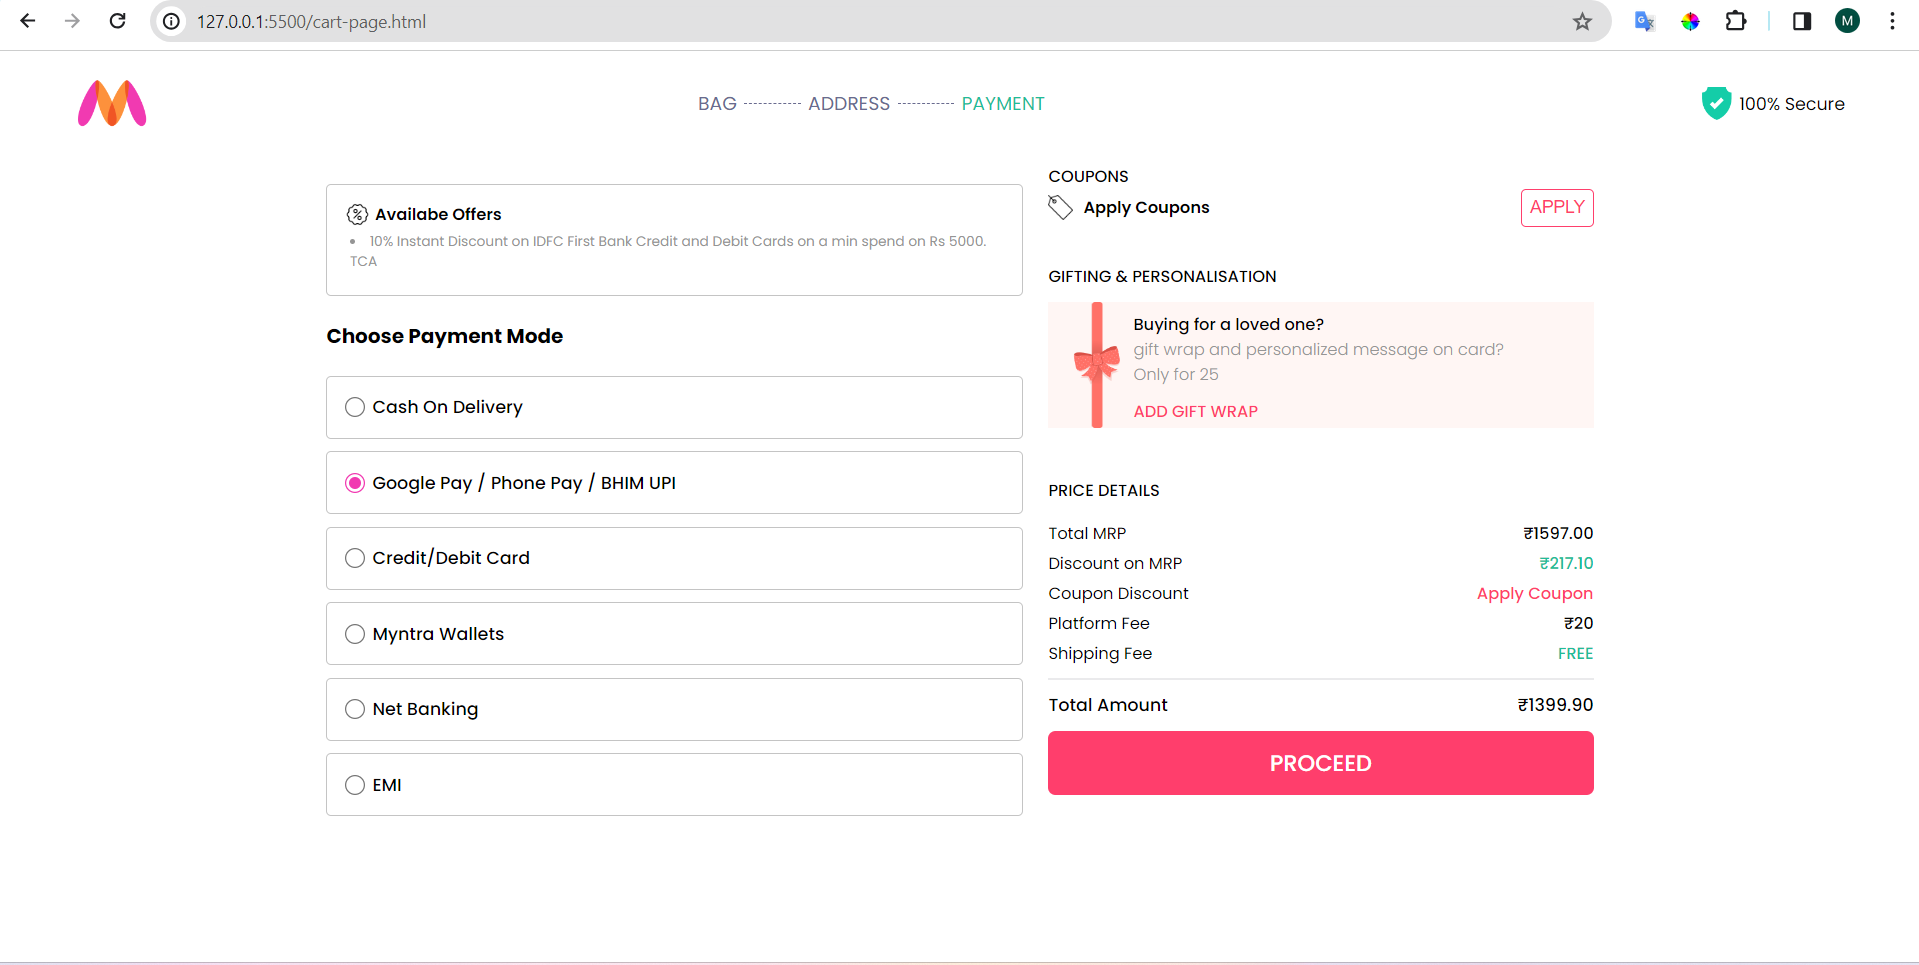 127.0.0.1:5500/cart-page.html
M
BAG ADDRESS PAYMENT
100% Secure
Availabe Offers
• 10% Instant Discount on IDFC First Bank Credit and Debit Cards on a min spend on Rs 5000.
TCA
Choose Payment Mode
Cash On Delivery
Google Pay / Phone Pay / BHIM UPI
Credit/Debit Card
Myntra Wallets
Net Banking
EMI
COUPONS
Apply Coupons
APPLY
GIFTING & PERSONALISATION
Buying for a loved one?
gift wrap and personalized message on card?
Only for 25
ADD GIFT WRAP
PRICE DETAILS
Total MRP ₹1597.00
Discount on MRP ₹217.10
Coupon Discount Apply Coupon
Platform Fee ₹20
Shipping Fee FREE
Total Amount ₹1399.90
PROCEED